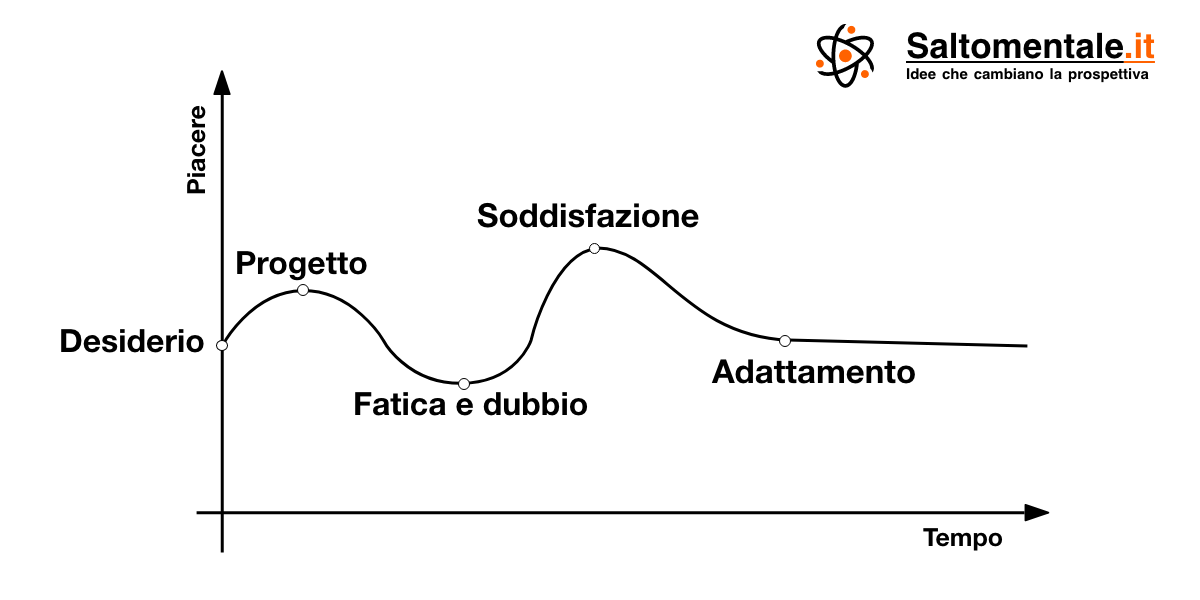 Saltomentale.it
Idee che cambiano la prospettiva
Piacere
Soddisfazione
Progetto
Desiderio
Adattamento
Fatica e dubbio
Tempo